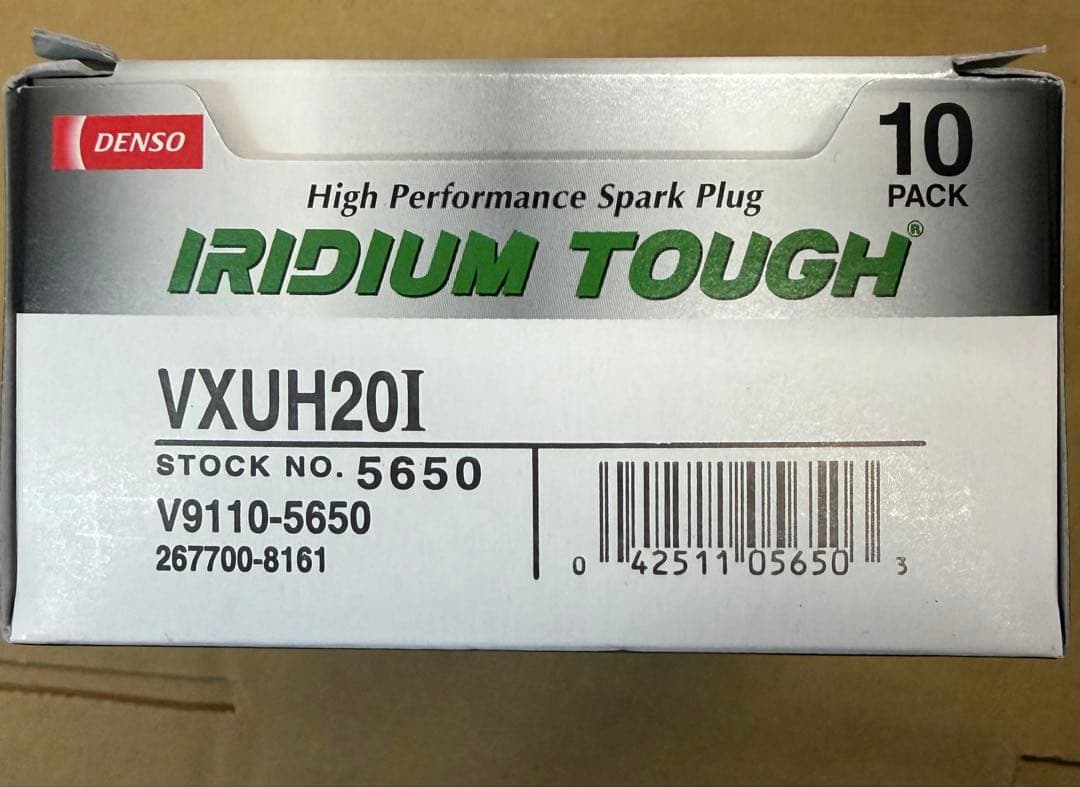 DENSO
10
PACK
High Performance Spark Plug
IRIDIUM TOUGH®
VXUH20I
STOCK NO. 5650
V9110-5650
267700-8161
0 42511 05650 3